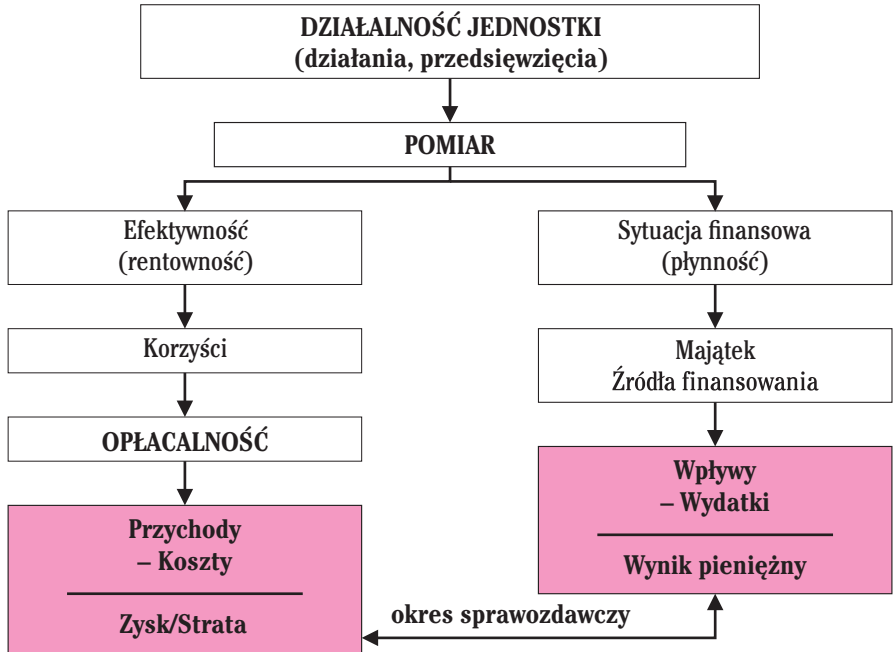 DZIAŁALNOŚĆ JEDNOSTKI
(działania, przedsięwzięcia)
POMIAR
Efektywność
(rentowność)
Korzyści
OPŁACALNOŚĆ
Przychody
– Koszty
Zysk/Strata
Sytuacja finansowa
(płynność)
Majątek
Źródła finansowania
Wpływy
– Wydatki
Wynik pieniężny
okres sprawozdawczy